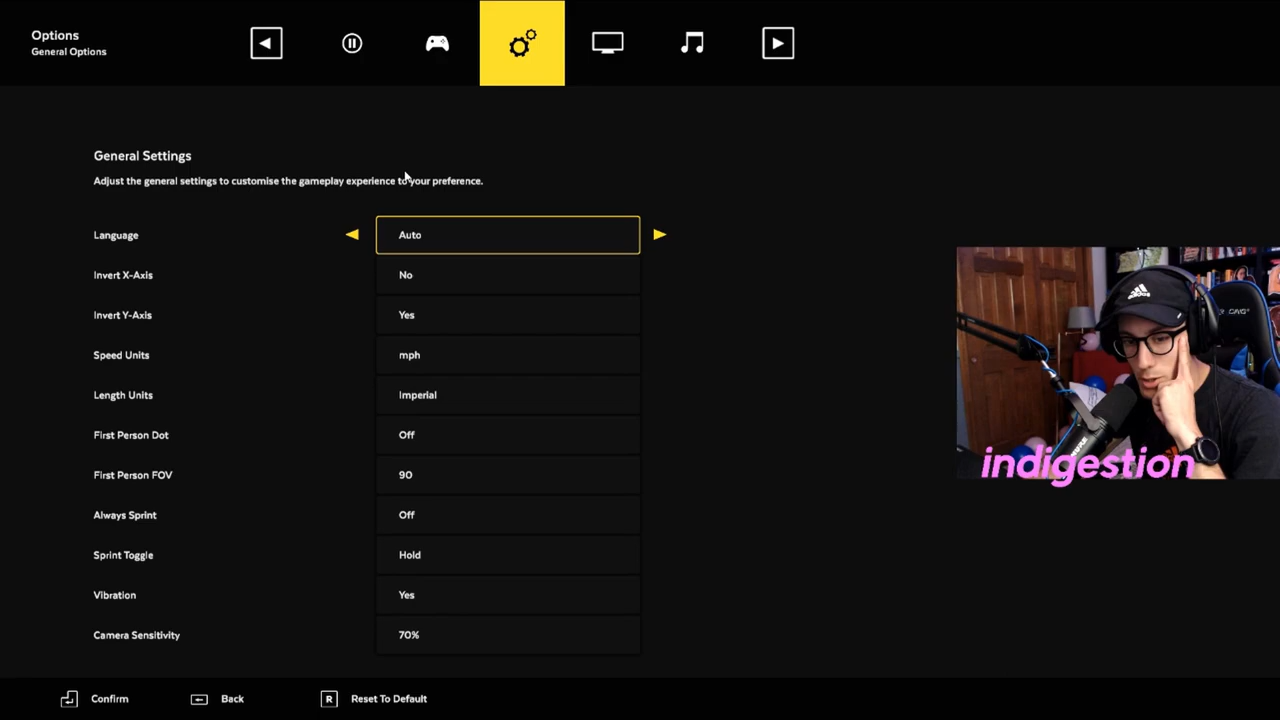 Options
General Options
General Settings
Adjust the general settings to customise the gameplay experience to your preference.
Language Auto
Invert X-Axis No
Invert Y-Axis Yes
Speed Units mph
Length Units Imperial
First Person Dot Off
First Person FOV 90
Always Sprint Off
Sprint Toggle Hold
Vibration Yes
Camera Sensitivity 70%
adidas
indigestion
Confirm Back R Reset To Default